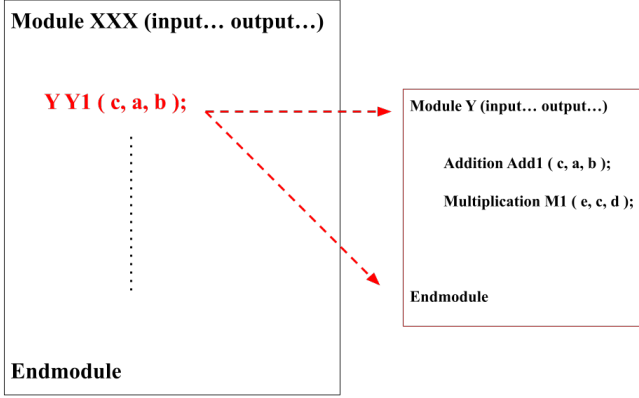 Module XXX (input… output…)
Y Y1 ( c, a, b );
Endmodule
Module Y (input… output…)
Addition Add1 ( c, a, b );
Multiplication M1 ( e, c, d );
Endmodule